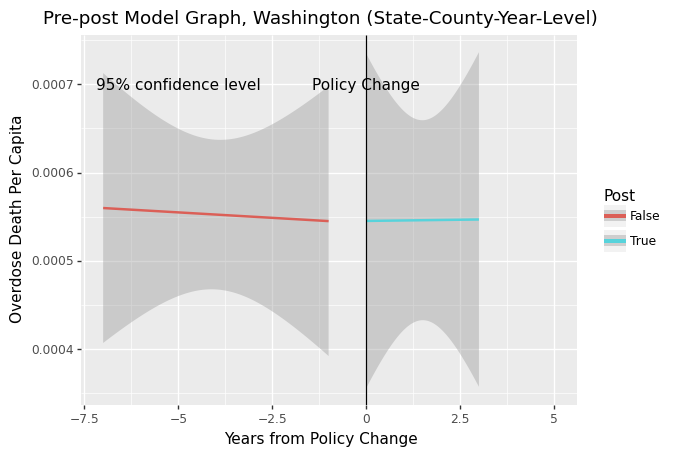 Pre-post Model Graph, Washington (State-County-Year-Level)
95% confidence level
Policy Change
0.0007
0.0006
0.0005
0.0004
Overdose Death Per Capita
−7.5
−5
−2.5
0
2.5
5
Years from Policy Change
Post
False
True